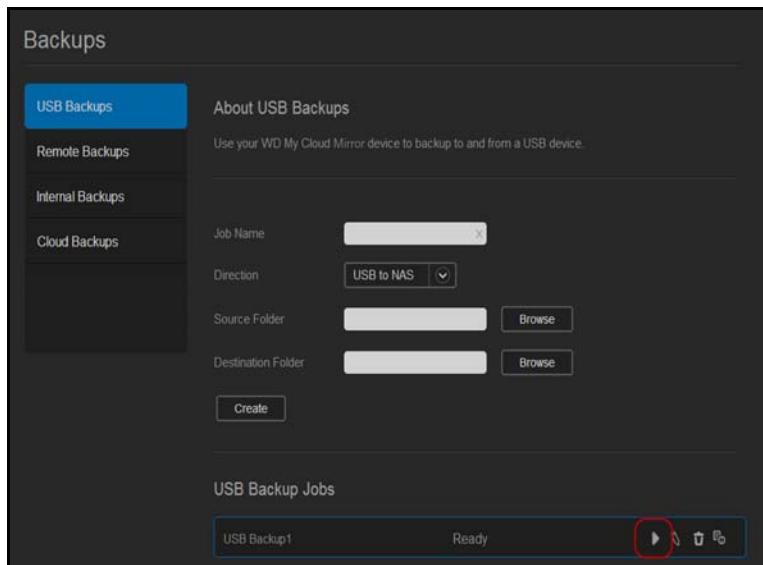 Backups
USB Backups
Remote Backups
Internal Backups
Cloud Backups
About USB Backups
Use your WD My Cloud Mirror device to backup to and from a USB device.
Job Name
X
Direction
USB to NAS
Source Folder
Browse
Destination Folder
Browse
Create
USB Backup Jobs
USB Backup1
Ready